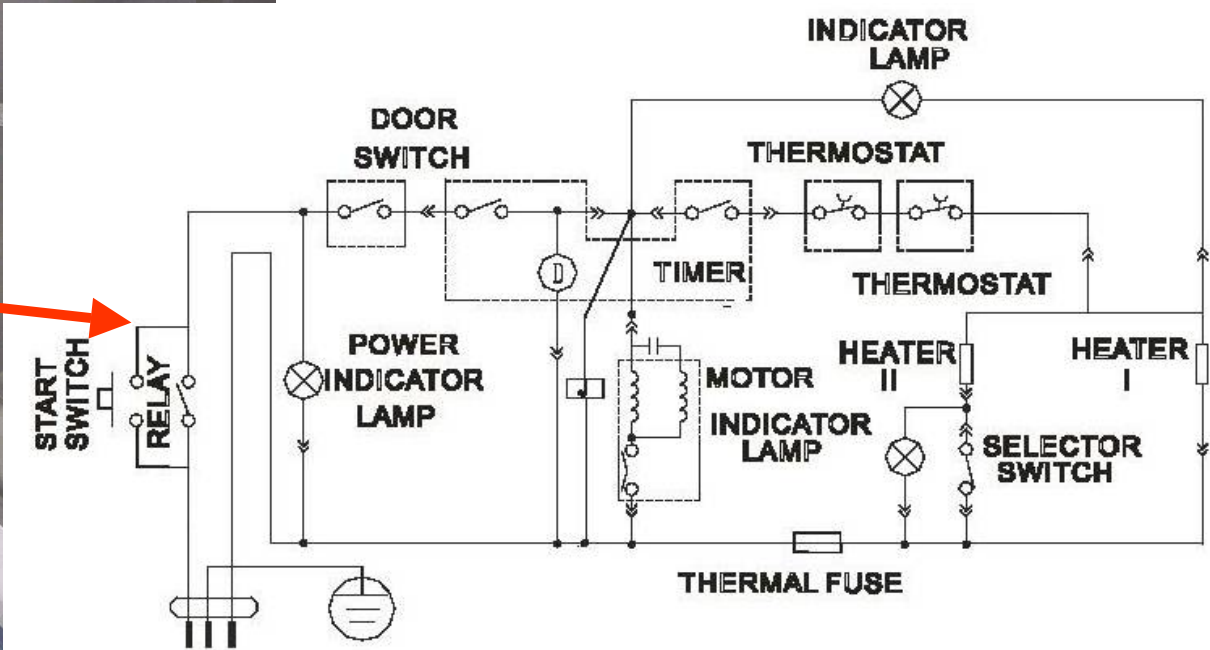 INDICATOR
LAMP
DOOR
SWITCH
THERMOSTAT
TIMER
THERMOSTAT
D
START
SWITCH
RELAY
POWER
INDICATOR
LAMP
MOTOR
INDICATOR
LAMP
HEATER
II
HEATER
I
SELECTOR
SWITCH
THERMAL FUSE